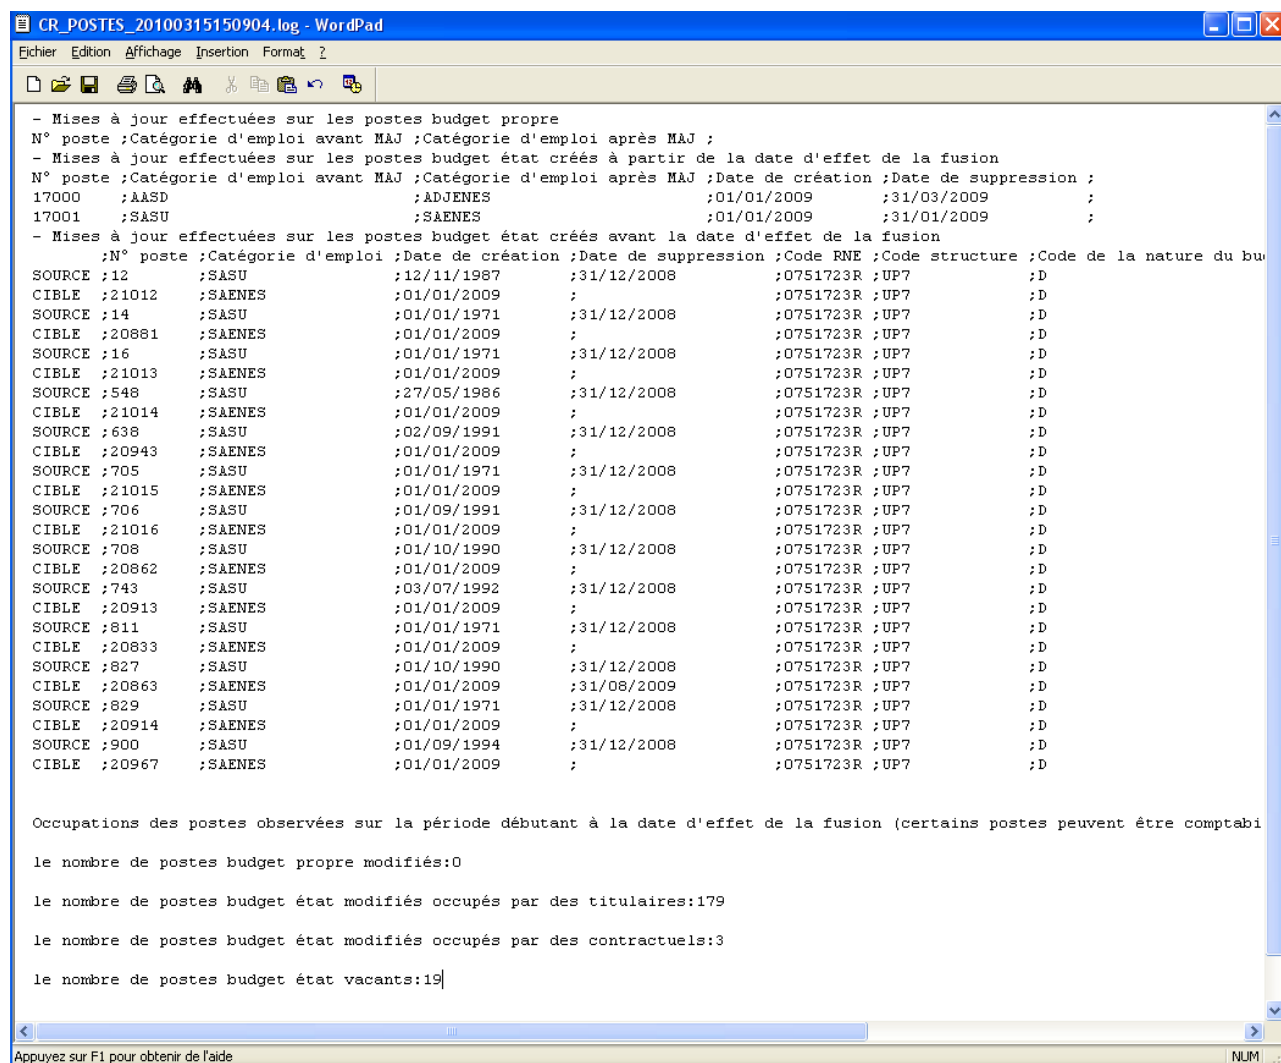 CR_POSTES_20100315150904.log - WordPad
Fichier Edition Affichage Insertion Format ?
- Mises à jour effectuées sur les postes budget propre
N° poste ;Catégorie d'emploi avant MAJ ;Catégorie d'emploi après MAJ ;
- Mises à jour effectuées sur les postes budget état créés à partir de la date d'effet de la fusion
N° poste ;Catégorie d'emploi avant MAJ ;Catégorie d'emploi après MAJ ;Date de création ;Date de suppression ;
17000 ;AASD ;ADJENES ;01/01/2009 ;31/03/2009 ;
17001 ;SASU ;SAENES ;01/01/2009 ;31/01/2009 ;
- Mises à jour effectuées sur les postes budget état créés avant la date d'effet de la fusion
;N° poste ;Catégorie d'emploi ;Date de création ;Date de suppression ;Code RNE ;Code structure ;Code de la nature du bu
SOURCE ;12 ;SASU ;12/11/1987 ;31/12/2008 ;0751723R ;UP7 ;D
CIBLE ;21012 ;SAENES ;01/01/2009 ; ;0751723R ;UP7 ;D
SOURCE ;14 ;SASU ;01/01/1971 ;31/12/2008 ;0751723R ;UP7 ;D
CIBLE ;20881 ;SAENES ;01/01/2009 ; ;0751723R ;UP7 ;D
SOURCE ;16 ;SASU ;01/01/1971 ;31/12/2008 ;0751723R ;UP7 ;D
CIBLE ;21013 ;SAENES ;01/01/2009 ; ;0751723R ;UP7 ;D
SOURCE ;548 ;SASU ;27/05/1986 ;31/12/2008 ;0751723R ;UP7 ;D
CIBLE ;21014 ;SAENES ;01/01/2009 ; ;0751723R ;UP7 ;D
SOURCE ;638 ;SASU ;02/09/1991 ;31/12/2008 ;0751723R ;UP7 ;D
CIBLE ;20943 ;SAENES ;01/01/2009 ; ;0751723R ;UP7 ;D
SOURCE ;705 ;SASU ;01/01/1971 ;31/12/2008 ;0751723R ;UP7 ;D
CIBLE ;21015 ;SAENES ;01/01/2009 ; ;0751723R ;UP7 ;D
SOURCE ;706 ;SASU ;01/09/1991 ;31/12/2008 ;0751723R ;UP7 ;D
CIBLE ;21016 ;SAENES ;01/01/2009 ; ;0751723R ;UP7 ;D
SOURCE ;708 ;SASU ;01/10/1990 ;31/12/2008 ;0751723R ;UP7 ;D
CIBLE ;20862 ;SAENES ;01/01/2009 ; ;0751723R ;UP7 ;D
SOURCE ;743 ;SASU ;03/07/1992 ;31/12/2008 ;0751723R ;UP7 ;D
CIBLE ;20913 ;SAENES ;01/01/2009 ; ;0751723R ;UP7 ;D
SOURCE ;811 ;SASU ;01/01/1971 ;31/12/2008 ;0751723R ;UP7 ;D
CIBLE ;20833 ;SAENES ;01/01/2009 ; ;0751723R ;UP7 ;D
SOURCE ;827 ;SASU ;01/10/1990 ;31/12/2008 ;0751723R ;UP7 ;D
CIBLE ;20863 ;SAENES ;01/01/2009 ;31/08/2009 ;0751723R ;UP7 ;D
SOURCE ;829 ;SASU ;01/01/1971 ;31/12/2008 ;0751723R ;UP7 ;D
CIBLE ;20914 ;SAENES ;01/01/2009 ; ;0751723R ;UP7 ;D
SOURCE ;900 ;SASU ;01/09/1994 ;31/12/2008 ;0751723R ;UP7 ;D
CIBLE ;20967 ;SAENES ;01/01/2009 ; ;0751723R ;UP7 ;D
Occupations des postes observées sur la période débutant à la date d'effet de la fusion (certains postes peuvent être comptabi
le nombre de postes budget propre modifiés:0
le nombre de postes budget état modifiés occupés par des titulaires:179
le nombre de postes budget état modifiés occupés par des contractuels:3
le nombre de postes budget état vacants:19
Appuyez sur F1 pour obtenir de l'aide
NUM